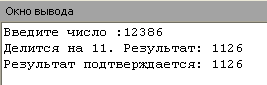 Окно вывода
Введите число :12386
Делится на 11. Результат: 1126
Результат подтверждается: 1126